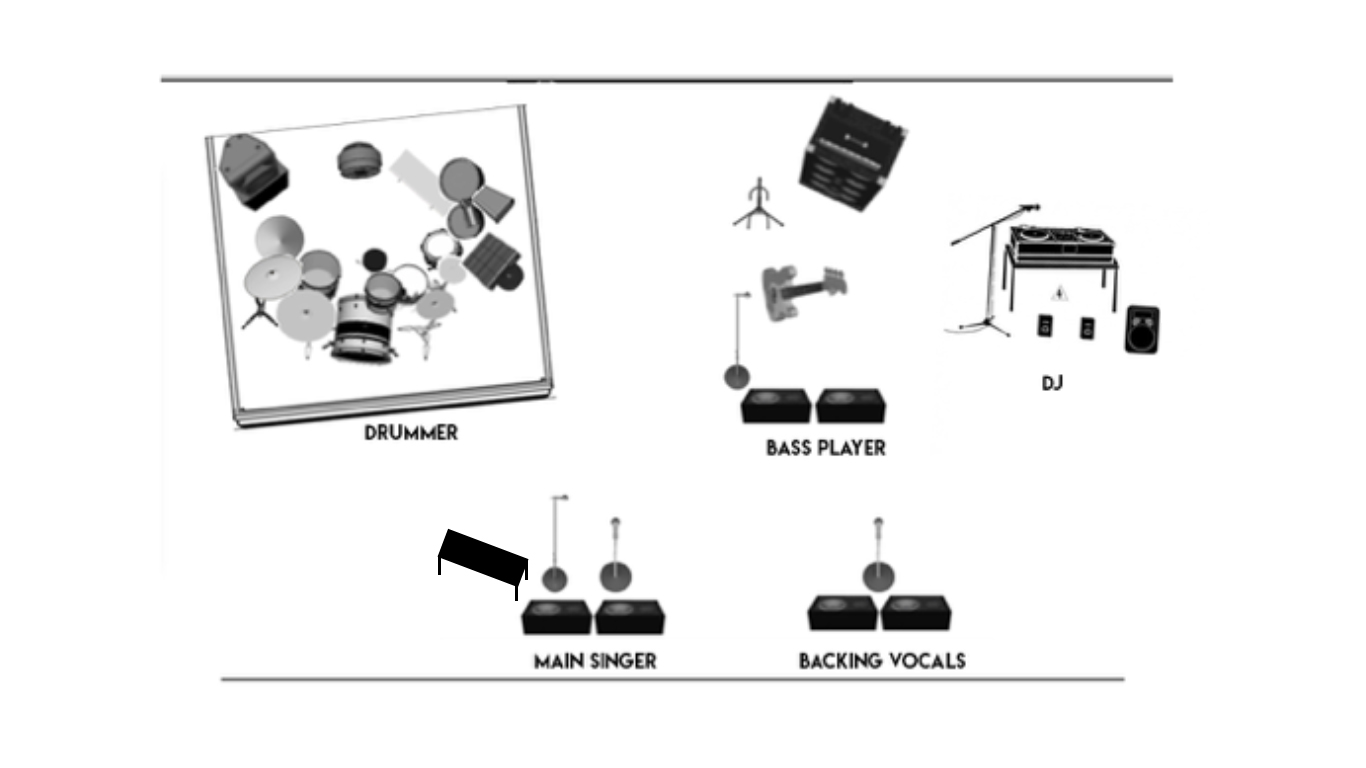 DJ
DRUMMER
BASS PLAYER
MAIN SINGER
BACKING VOCALS